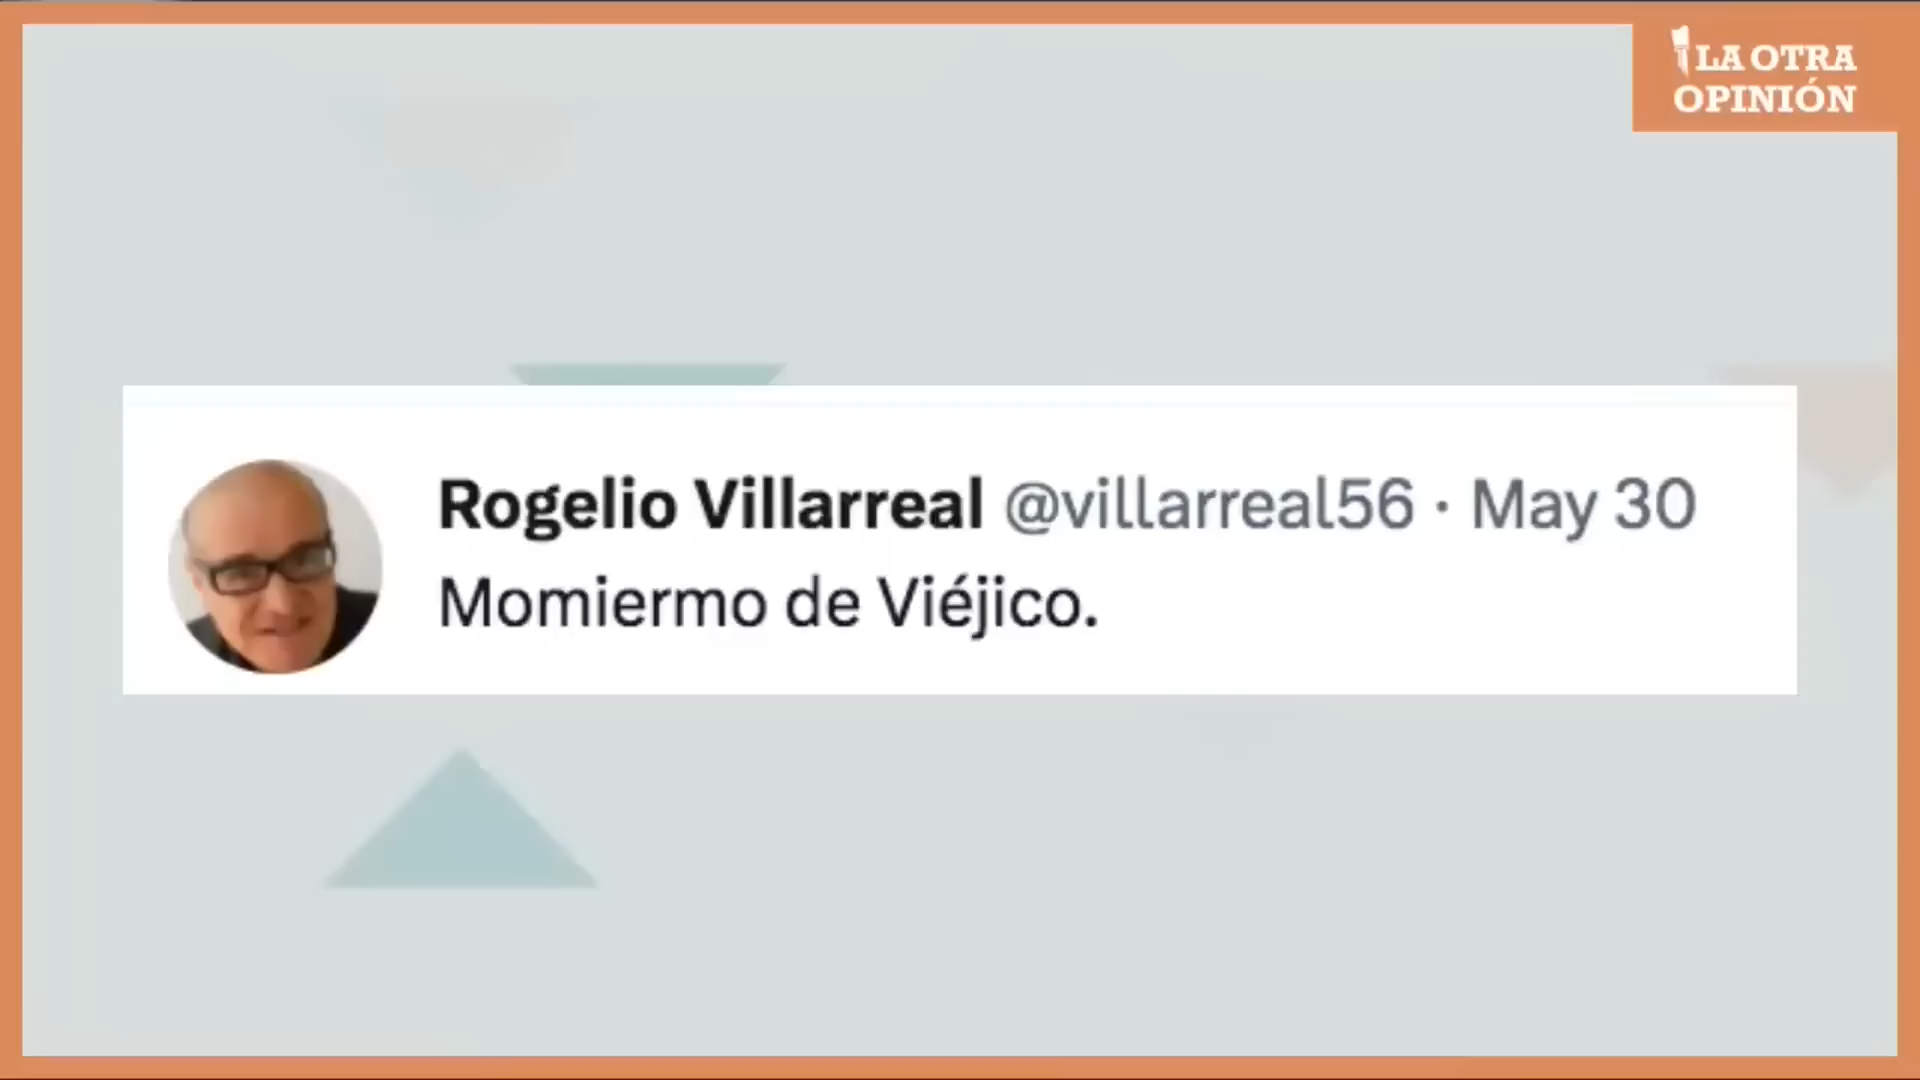 LA OTRA
OPINIÓN
Rogelio Villarreal @villarreal56 · May 30
Momiermo de Viéjico.